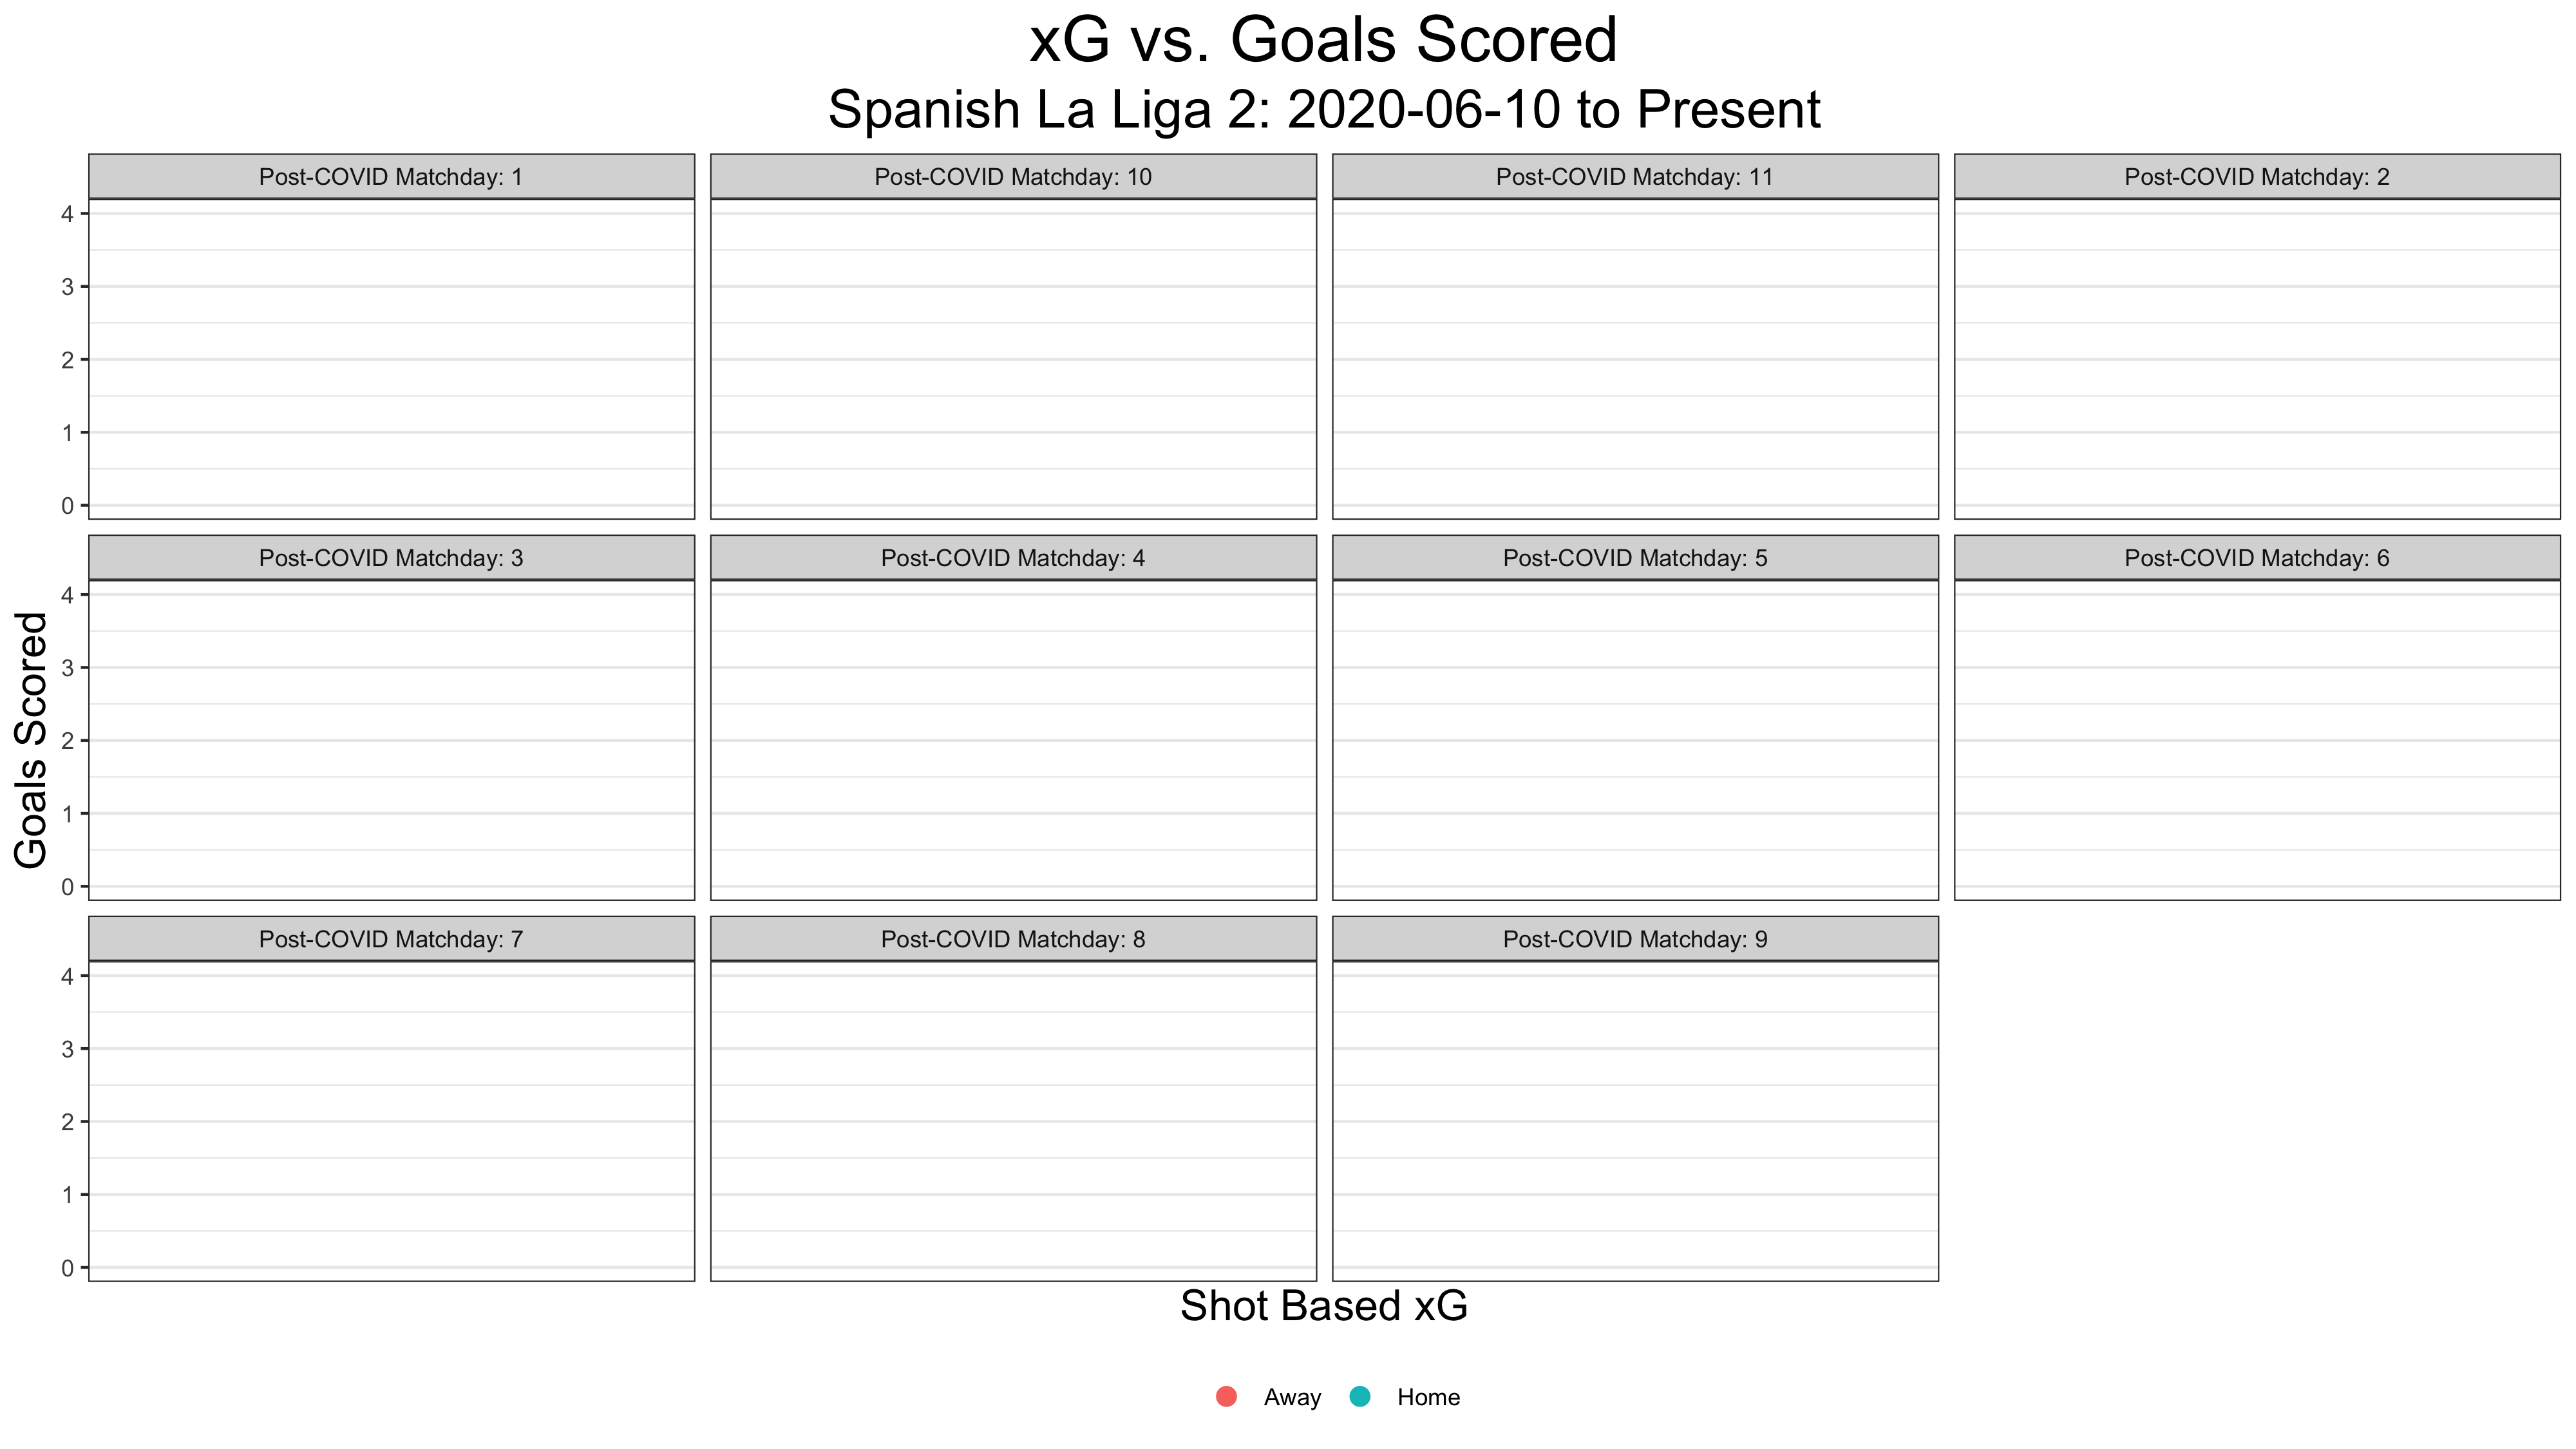 xG vs. Goals Scored
Spanish La Liga 2: 2020-06-10 to Present
Post-COVID Matchday: 1
Post-COVID Matchday: 10
Post-COVID Matchday: 11
Post-COVID Matchday: 2
4
3
2
1
0
Post-COVID Matchday: 3
Post-COVID Matchday: 4
Post-COVID Matchday: 5
Post-COVID Matchday: 6
4
3
2
1
0
Goals Scored
Post-COVID Matchday: 7
Post-COVID Matchday: 8
Post-COVID Matchday: 9
4
3
2
1
0
Shot Based xG
Away
Home